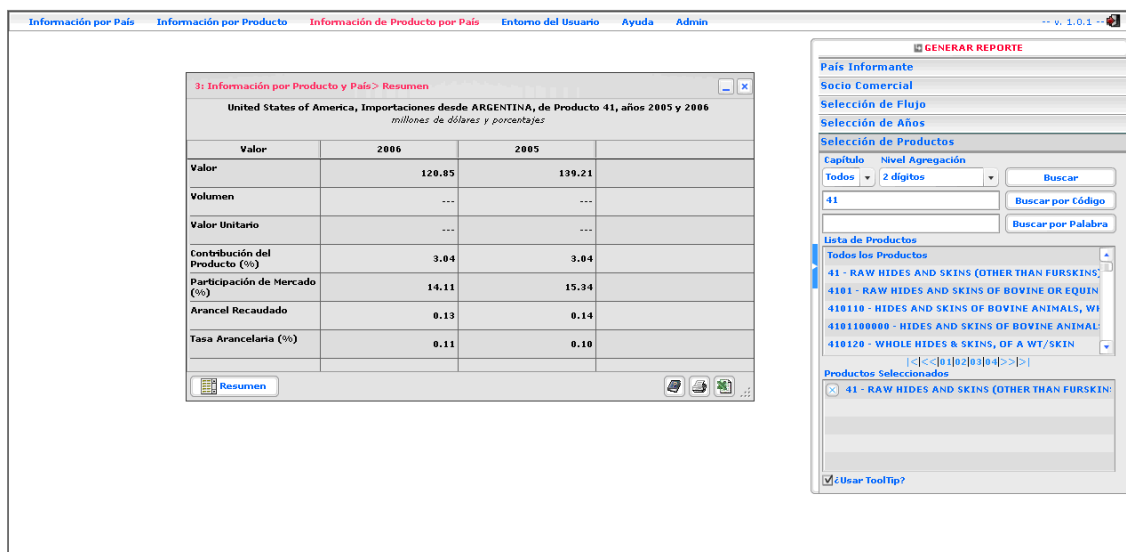 Información por País Información por Producto Información de Producto por País Entorno del Usuario Ayuda Admin -- v. 1.0.1 --
3: Información por Producto y País> Resumen
United States of America, Importaciones desde ARGENTINA, de Producto 41, años 2005 y 2006
millones de dólares y porcentajes
Valor 2006 2005
Valor 120.85 139.21
Volumen --- ---
Valor Unitario --- ---
Contribución del
Producto (%) 3.04 3.04
Participación de Mercado
(%) 14.11 15.34
Arancel Recaudado 0.13 0.14
Tasa Arancelaria (%) 0.11 0.10
Resumen
GENERAR REPORTE
País Informante
Socio Comercial
Selección de Flujo
Selección de Años
Selección de Productos
Capítulo Nivel Agregación
Todos 2 dígitos Buscar
41 Buscar por Código
Buscar por Palabra
Lista de Productos
Todos los Productos
41 - RAW HIDES AND SKINS (OTHER THAN FURSKINS)
4101 - RAW HIDES AND SKINS OF BOVINE OR EQUIN
410110 - HIDES AND SKINS OF BOVINE ANIMALS, WH
4101100000 - HIDES AND SKINS OF BOVINE ANIMAL
410120 - WHOLE HIDES & SKINS, OF A WT/SKIN
|<|<<|01|02|03|04|>>|>|
Productos Seleccionados
41 - RAW HIDES AND SKINS (OTHER THAN FURSKIN
¿Usar ToolTip?